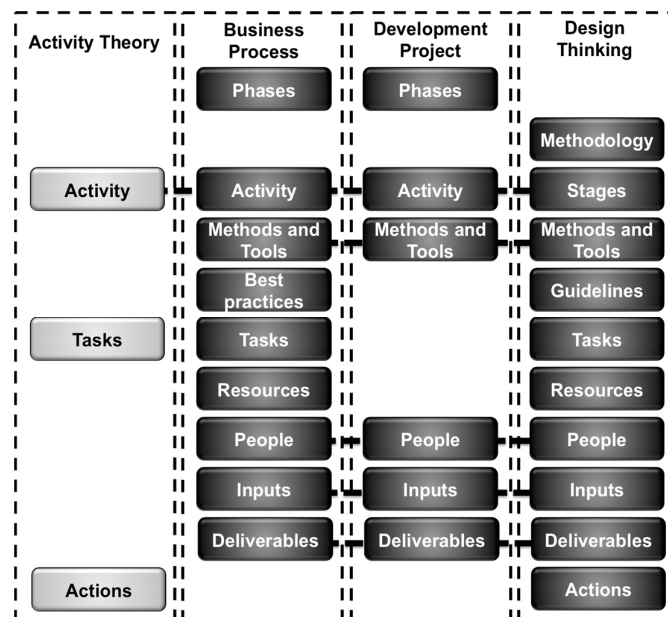 Activity Theory
Business
Process
Development
Project
Design
Thinking
Phases
Phases
Methodology
Activity
Activity
Activity
Stages
Methods and
Tools
Methods and
Tools
Methods and
Tools
Best
practices
Guidelines
Tasks
Tasks
Tasks
Resources
Resources
People
People
People
Inputs
Inputs
Inputs
Deliverables
Deliverables
Deliverables
Actions
Actions